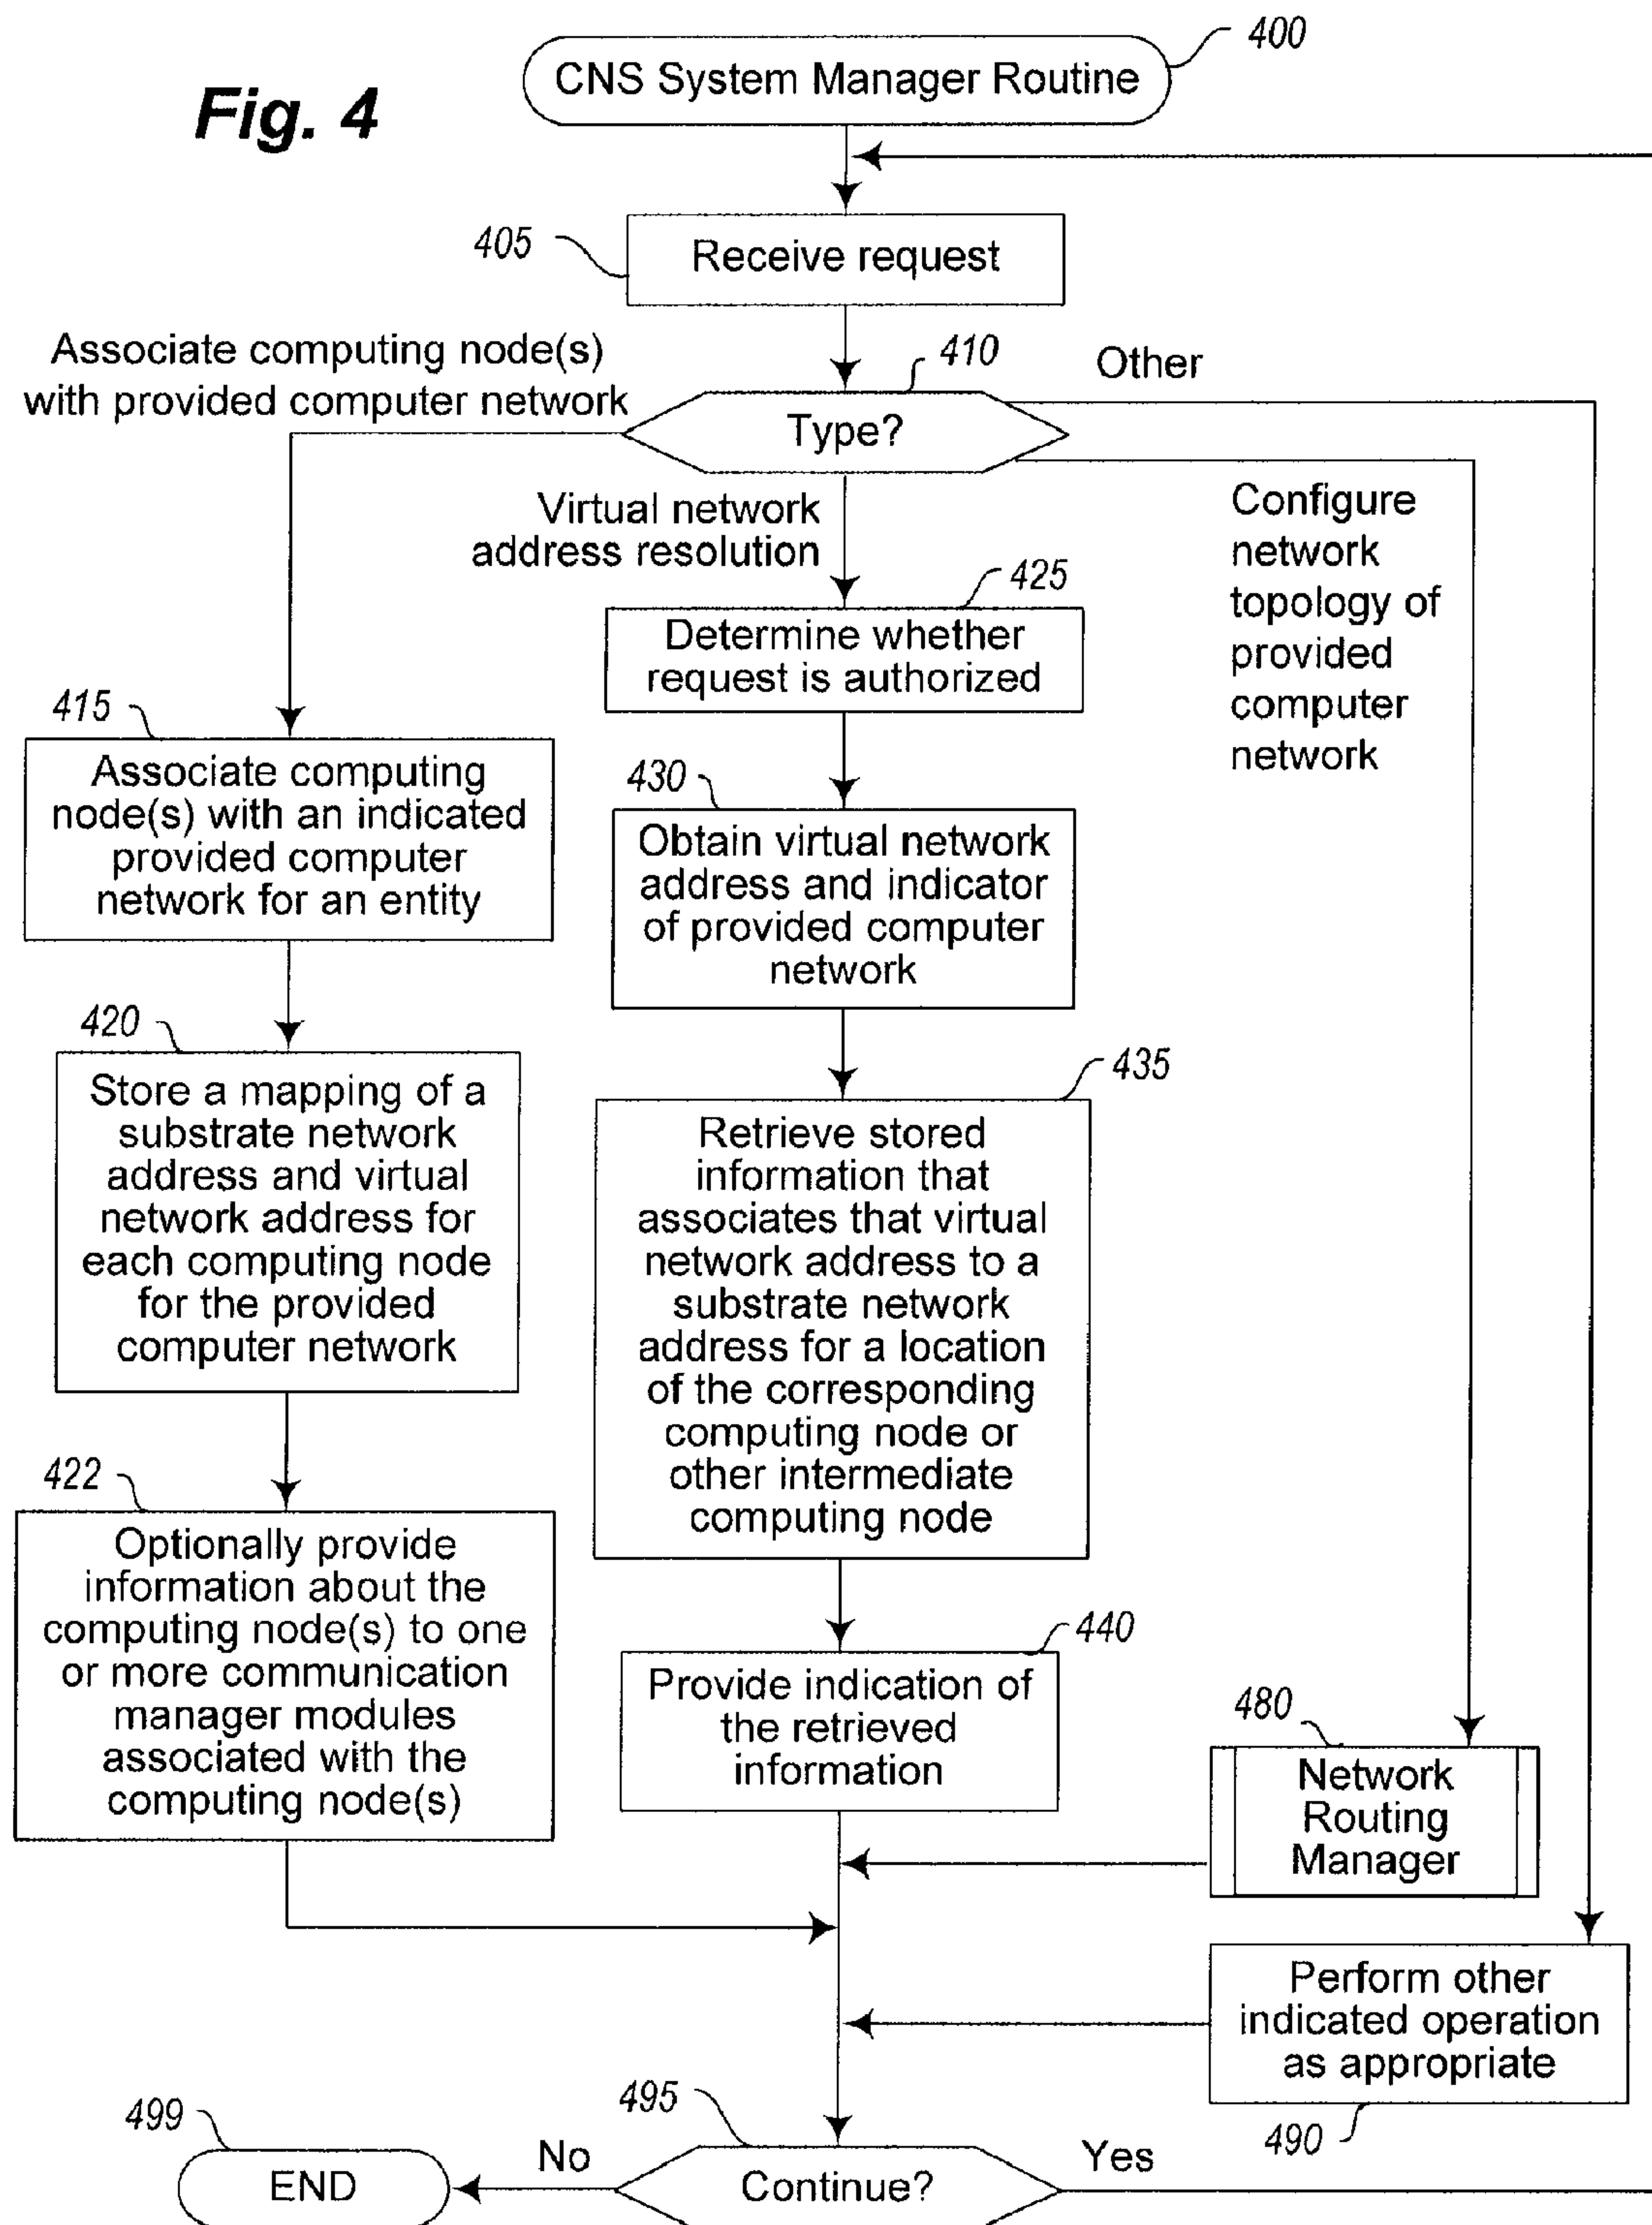 Fig. 4
400
CNS System Manager Routine
405
Receive request
Associate computing node(s)
with provided computer network
410
Type?
Other
Virtual network
address resolution
Configure
network
topology of
provided
computer
network
425
Determine whether
request is authorized
415
Associate computing
node(s) with an indicated
provided computer
network for an entity
430
Obtain virtual network
address and indicator
of provided computer
network
420
Store a mapping of a
substrate network
address and virtual
network address for
each computing node
for the provided
computer network
435
Retrieve stored
information that
associates that virtual
network address to a
substrate network
address for a location
of the corresponding
computing node or
other intermediate
computing node
422
Optionally provide
information about the
computing node(s) to one
or more communication
manager modules
associated with the
computing node(s)
440
Provide indication of
the retrieved
information
480
Network
Routing
Manager
Perform other
indicated operation
as appropriate
490
495
Continue?
Yes
No
499
END